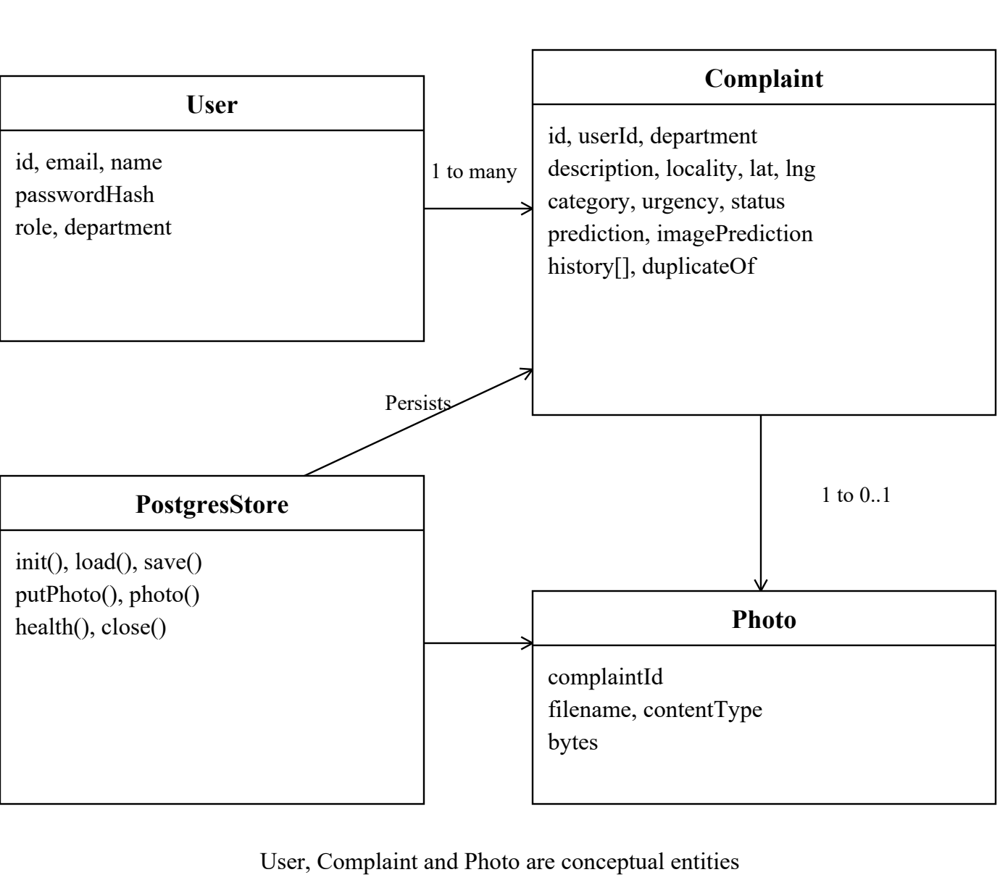 User
id, email, name
passwordHash
role, department
1 to many
Complaint
id, userId, department
description, locality, lat, lng
category, urgency, status
prediction, imagePrediction
history[], duplicateOf
Persists
PostgresStore
init(), load(), save()
putPhoto(), photo()
health(), close()
1 to 0..1
Photo
complaintId
filename, contentType
bytes
User, Complaint and Photo are conceptual entities